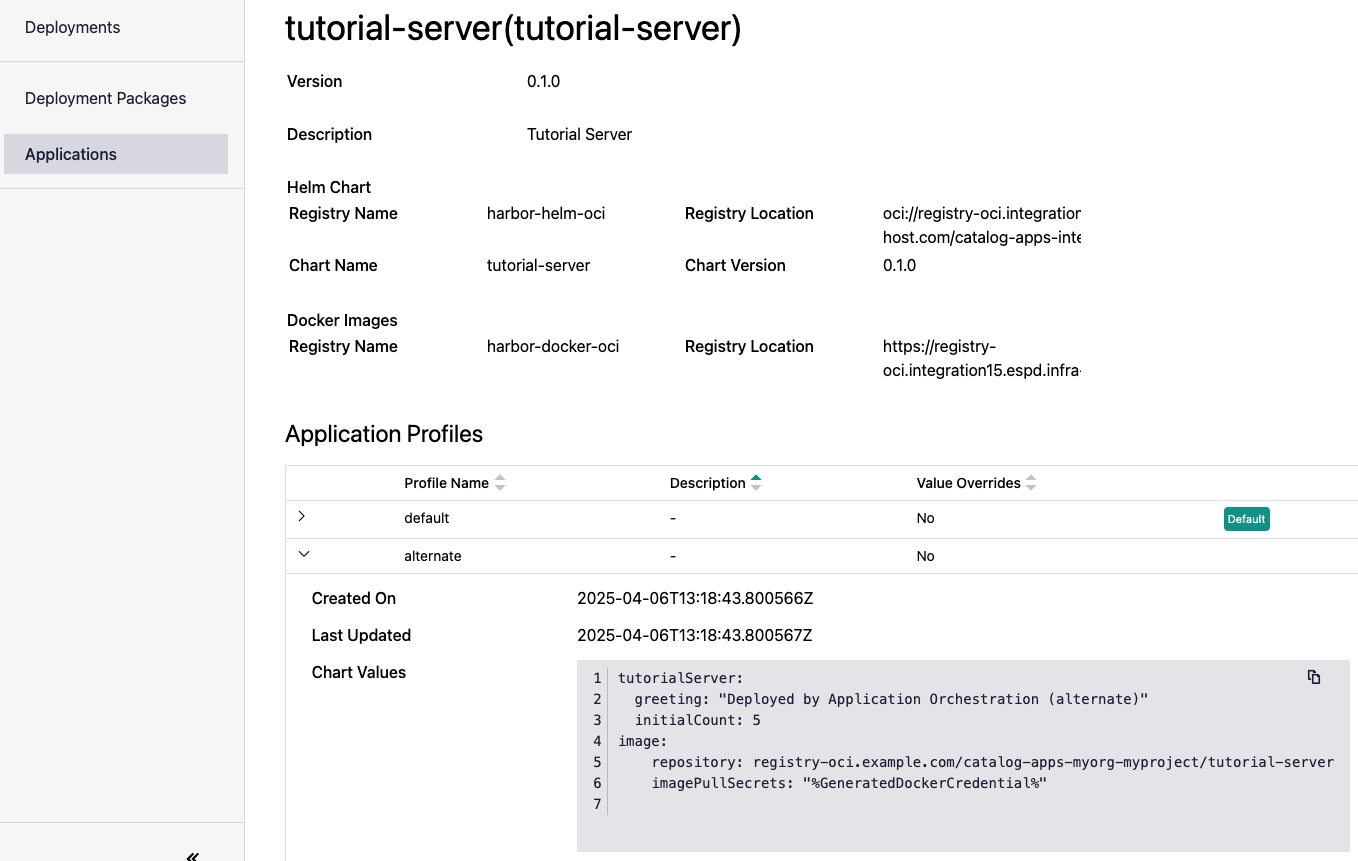 Deployments
Deployment Packages
Applications
tutorial-server(tutorial-server)
Version 0.1.0
Description Tutorial Server
Helm Chart
Registry Name harbor-helm-oci Registry Location oci://registry-oci.integration
host.com/catalog-apps-inte
Chart Name tutorial-server Chart Version 0.1.0
Docker Images
Registry Name harbor-docker-oci Registry Location https://registry-
oci.integration15.espd.infra-
Application Profiles
Profile Name Description Value Overrides
default - No Default
alternate - No
Created On 2025-04-06T13:18:43.800566Z
Last Updated 2025-04-06T13:18:43.800567Z
Chart Values
1 tutorialServer:
2   greeting: "Deployed by Application Orchestration (alternate)"
3   initialCount: 5
4 image:
5     repository: registry-oci.example.com/catalog-apps-myorg-myproject/tutorial-server
6     imagePullSecrets: "%GeneratedDockerCredential%"
7